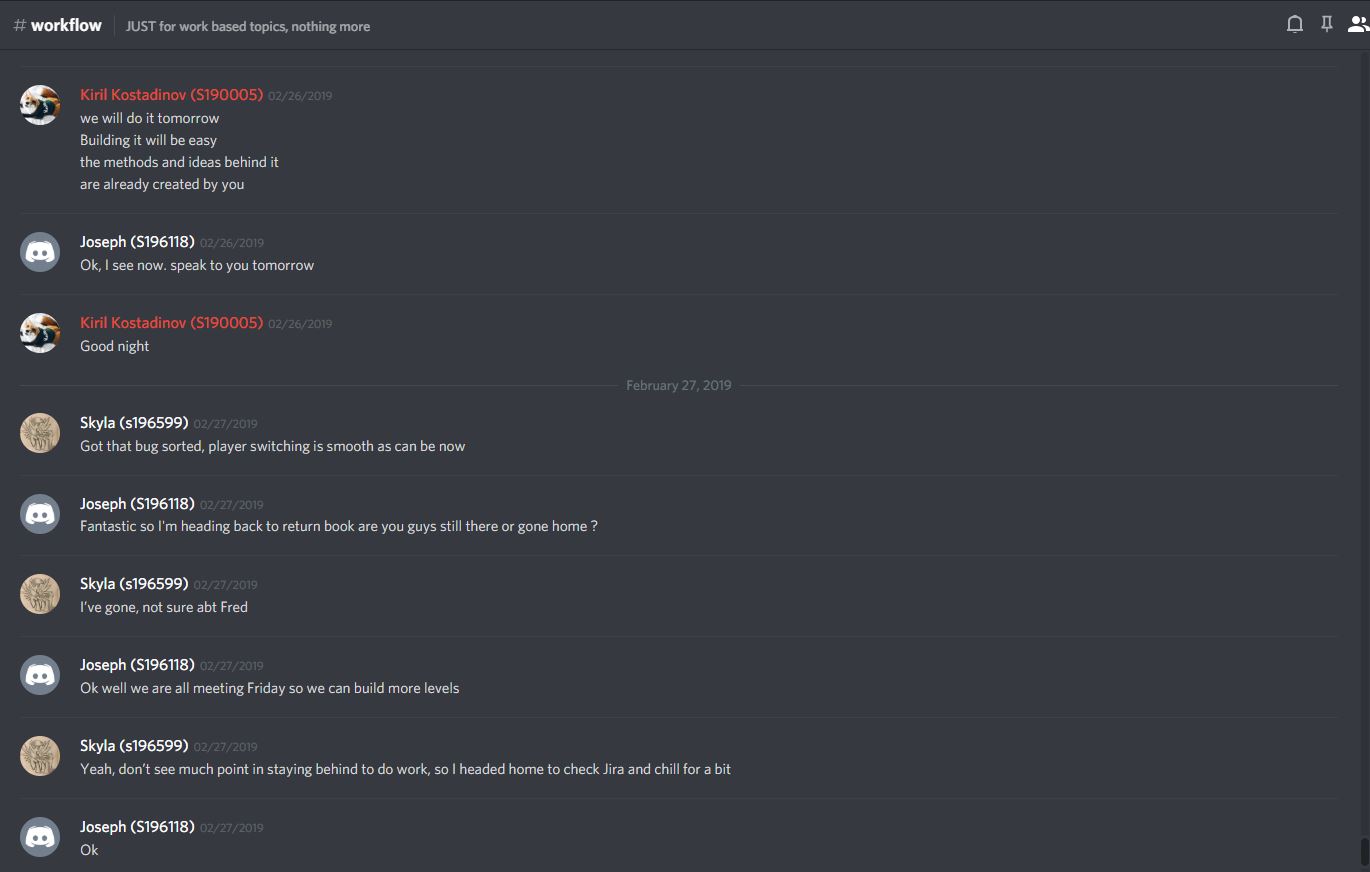 # workflow JUST for work based topics, nothing more
Kiril Kostadinov (S190005) 02/26/2019
we will do it tomorrow
Building it will be easy
the methods and ideas behind it
are already created by you
Joseph (S196118) 02/26/2019
Ok, I see now. speak to you tomorrow
Kiril Kostadinov (S190005) 02/26/2019
Good night
February 27, 2019
Skyla (s196599) 02/27/2019
Got that bug sorted, player switching is smooth as can be now
Joseph (S196118) 02/27/2019
Fantastic so I'm heading back to return book are you guys still there or gone home ?
Skyla (s196599) 02/27/2019
I’ve gone, not sure abt Fred
Joseph (S196118) 02/27/2019
Ok well we are all meeting Friday so we can build more levels
Skyla (s196599) 02/27/2019
Yeah, don’t see much point in staying behind to do work, so I headed home to check Jira and chill for a bit
Joseph (S196118) 02/27/2019
Ok